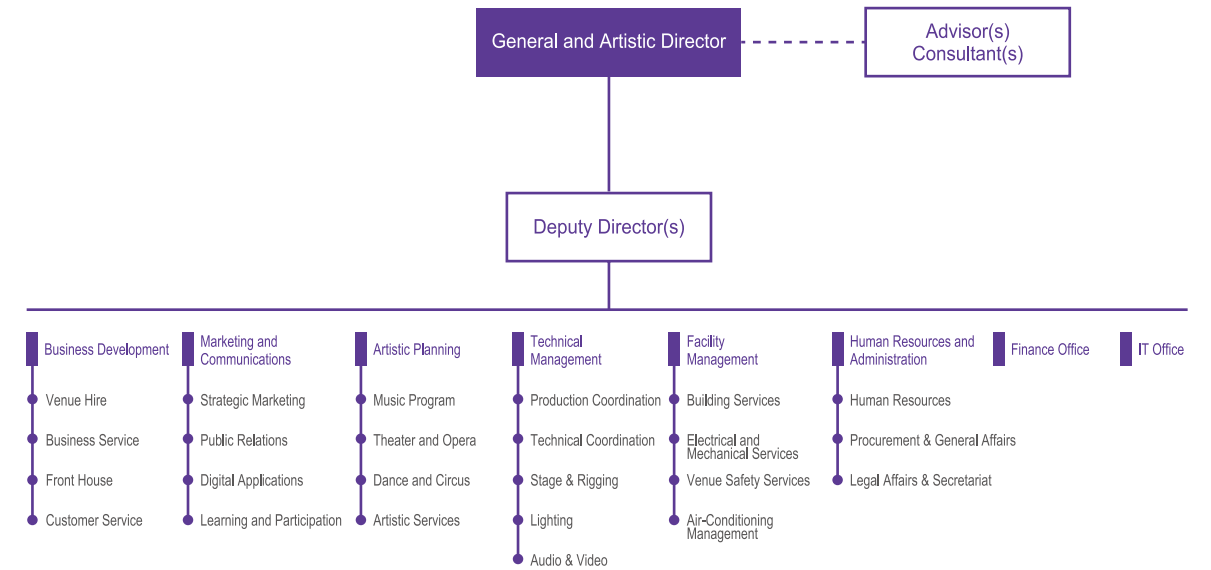 General and Artistic Director
Advisor(s)
Consultant(s)
Deputy Director(s)
Business Development
Venue Hire
Business Service
Front House
Customer Service
Marketing and
Communications
Strategic Marketing
Public Relations
Digital Applications
Learning and Participation
Artistic Planning
Music Program
Theater and Opera
Dance and Circus
Artistic Services
Technical
Management
Production Coordination
Technical Coordination
Stage & Rigging
Lighting
Audio & Video
Facility
Management
Building Services
Electrical and
Mechanical Services
Venue Safety Services
Air-Conditioning
Management
Human Resources and
Administration
Human Resources
Procurement & General Affairs
Legal Affairs & Secretariat
Finance Office
IT Office